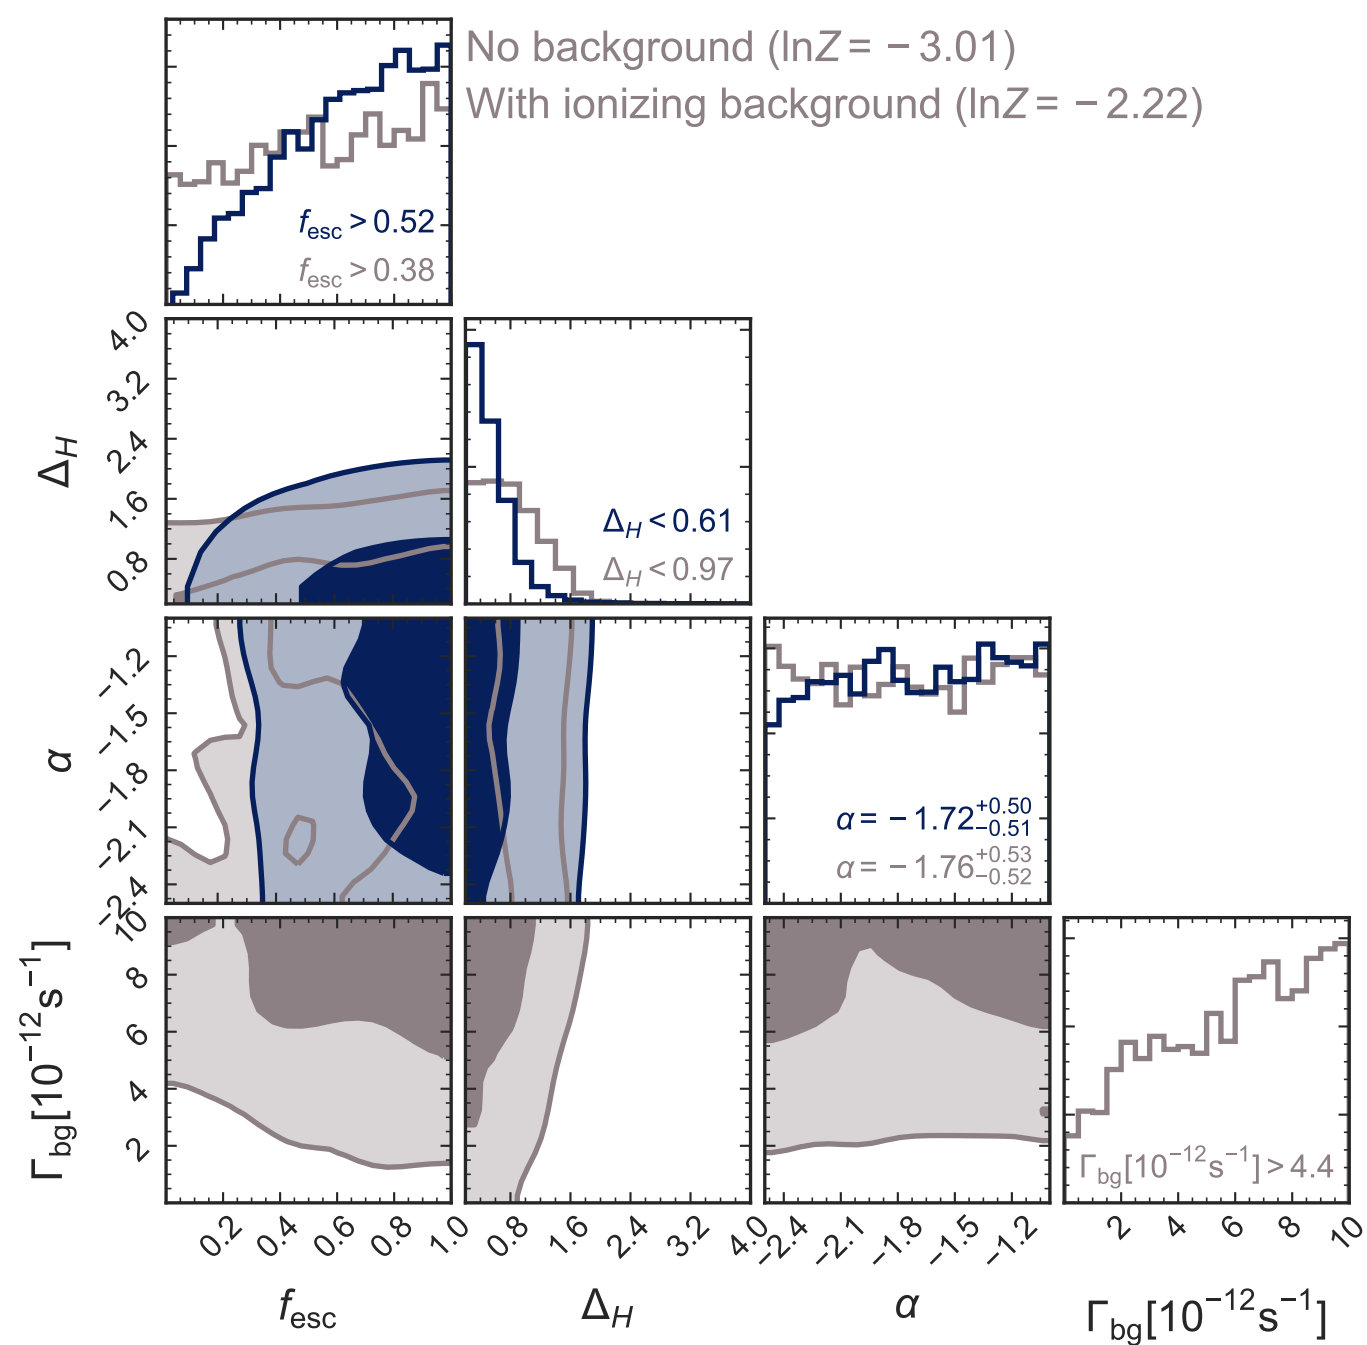 No background (lnZ = −3.01)
With ionizing background (lnZ = −2.22)
f_esc > 0.52
f_esc > 0.38
4.0
3.2
2.4
1.6
0.8
Δ_H
Δ_H < 0.61
Δ_H < 0.97
−1.2
−1.5
−1.8
−2.1
−2.4
α
α = −1.72^{+0.50}_{−0.51}
α = −1.76^{+0.53}_{−0.52}
10
8
6
4
2
Γ_bg[10^{−12}s^{−1}]
Γ_bg[10^{−12}s^{−1}] > 4.4
0.2 0.4 0.6 0.8 1.0
0.8 1.6 2.4 3.2 4.0
−2.4 −2.1 −1.8 −1.5 −1.2
2 4 6 8 10
f_esc
Δ_H
α
Γ_bg[10^{−12}s^{−1}]